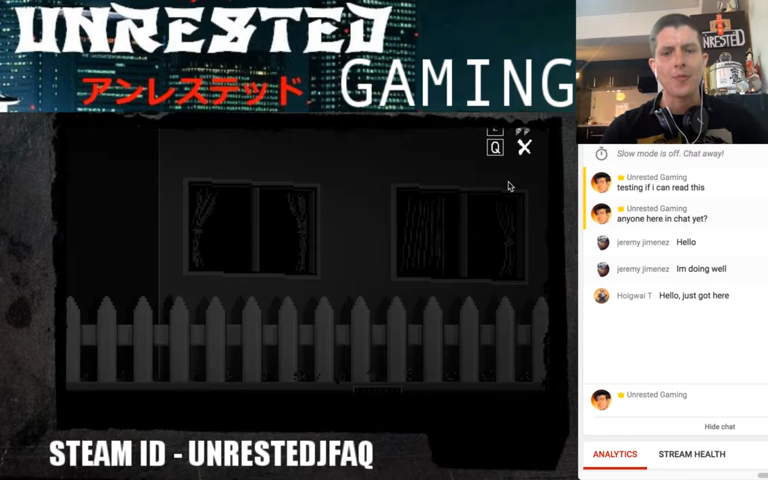 UNRESTED
アンレステッド
GAMING
UNRESTED
Q
Slow mode is off. Chat away!
Unrested Gaming
testing if i can read this
Unrested Gaming
anyone here in chat yet?
jeremy jimenez Hello
jeremy jimenez Im doing well
Hoigwai T Hello, just got here
Unrested Gaming
Hide chat
ANALYTICS STREAM HEALTH
STEAM ID - UNRESTEDJFAQ